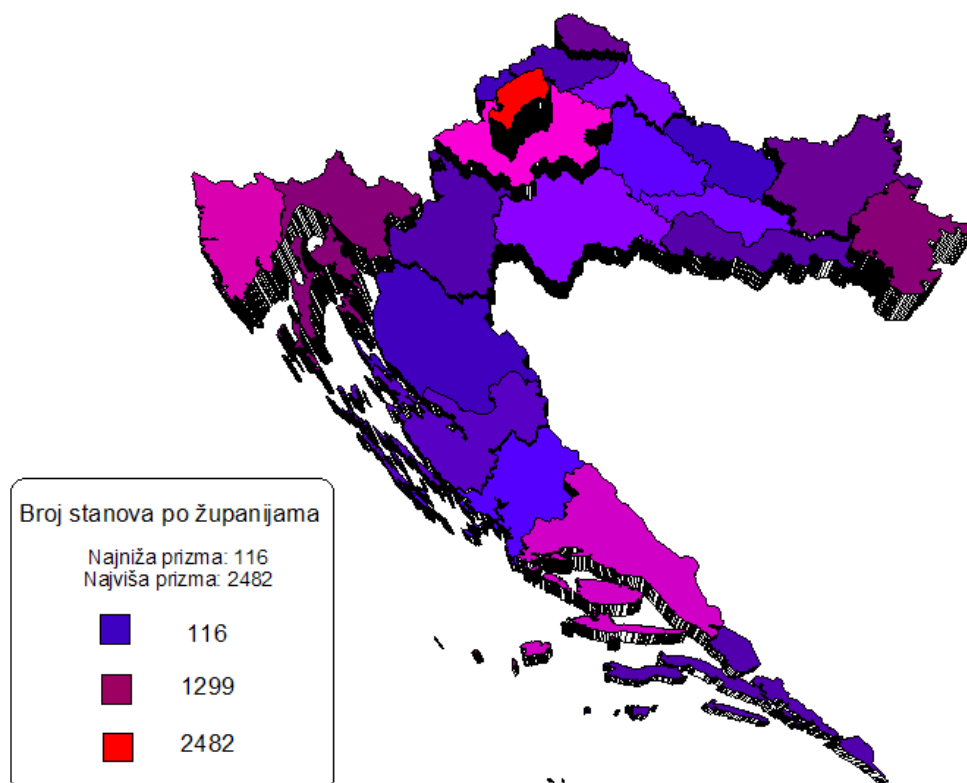 Broj stanova po županijama
Najniža prizma: 116
Najviša prizma: 2482
116
1299
2482